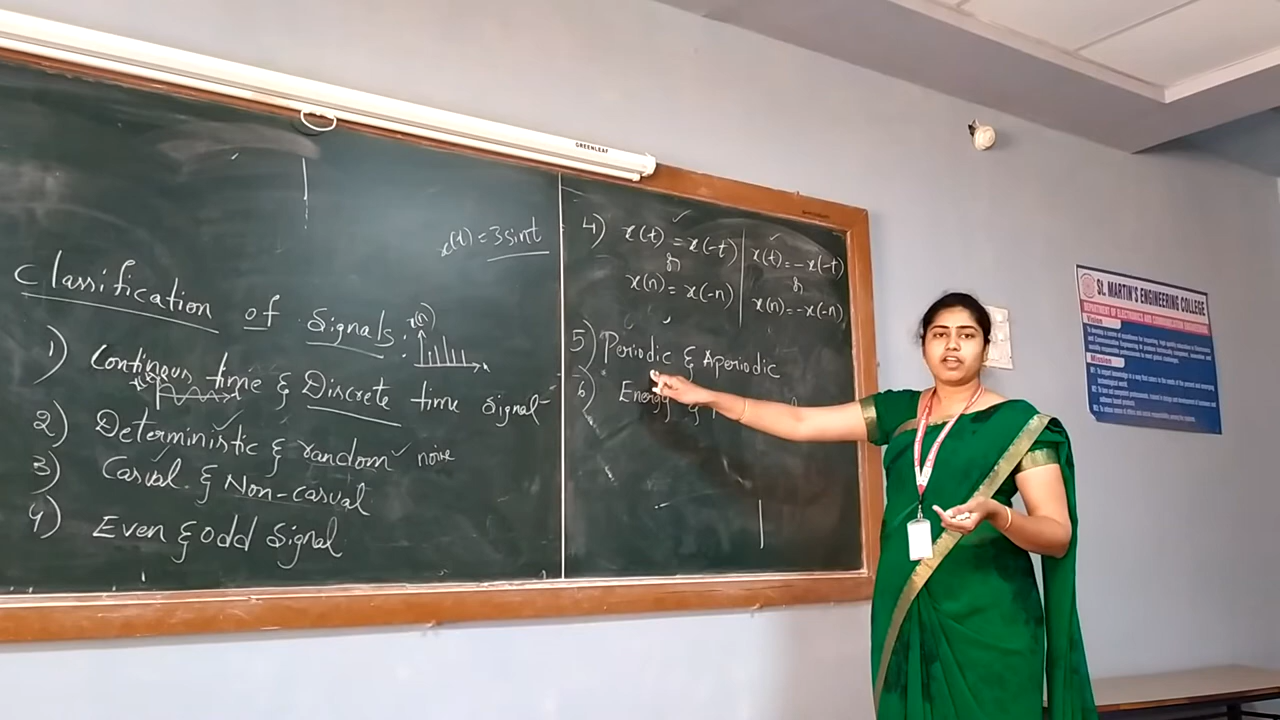 GREENLEAF
x(t) = 3 sint
Classification of Signals :
x(n)
n
1) Continuous time & Discrete time Signal
x(t)
2) Deterministic & random noise
3) Casual & Non-casual
4) Even & odd Signal
4) x(t) = x(-t)
or
x(n) = x(-n)
x(t) = -x(-t)
or
x(n) = -x(-n)
5) Periodic & Aperiodic
6) Energy &
St. MARTIN'S ENGINEERING COLLEGE
DEPARTMENT OF ELECTRONICS AND COMMUNICATION ENGINEERING
Vision
Mission